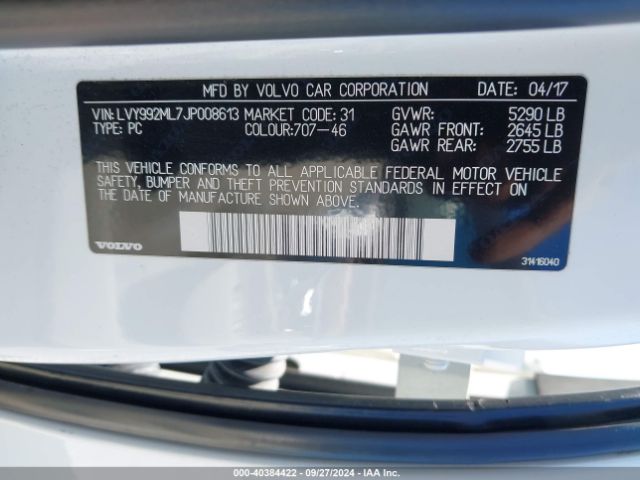 MFD BY VOLVO CAR CORPORATION DATE: 04/17
VIN: LVY992ML7JP008613 MARKET CODE: 31 GVWR: 5290 LB
TYPE: PC COLOUR: 707-46 GAWR FRONT: 2645 LB
GAWR REAR: 2755 LB
THIS VEHICLE CONFORMS TO ALL APPLICABLE FEDERAL MOTOR VEHICLE
SAFETY, BUMPER AND THEFT PREVENTION STANDARDS IN EFFECT ON
THE DATE OF MANUFACTURE SHOWN ABOVE.
VOLVO
31416040
© COPYRIGHT - 40384422 - 09/27/2024 - IAA